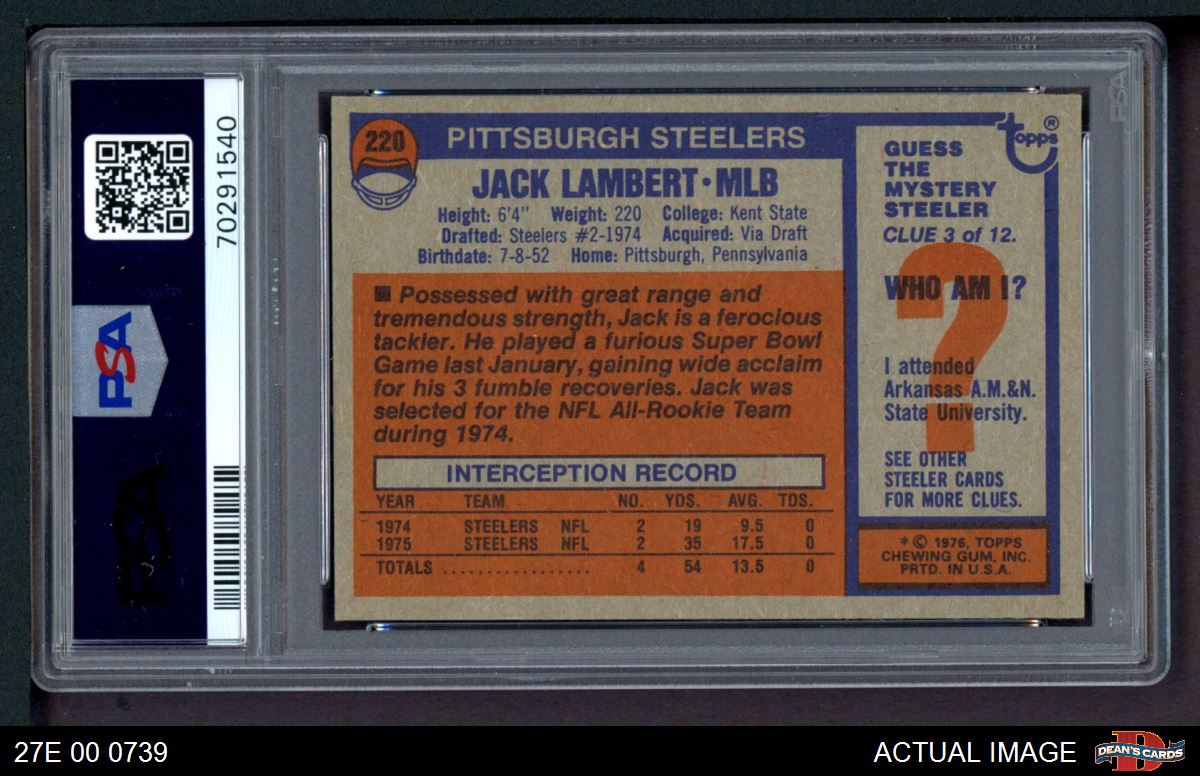 70291540
PSA
PSA
PSA
220
PITTSBURGH STEELERS
JACK LAMBERT • MLB
Height: 6'4" Weight: 220 College: Kent State
Drafted: Steelers #2-1974 Acquired: Via Draft
Birthdate: 7-8-52 Home: Pittsburgh, Pennsylvania
■ Possessed with great range and
tremendous strength, Jack is a ferocious
tackler. He played a furious Super Bowl
Game last January, gaining wide acclaim
for his 3 fumble recoveries. Jack was
selected for the NFL All-Rookie Team
during 1974.
INTERCEPTION RECORD
YEAR TEAM NO. YDS. AVG. TDS.
1974 STEELERS NFL 2 19 9.5 0
1975 STEELERS NFL 2 35 17.5 0
TOTALS ................. 4 54 13.5 0
topps ®
GUESS
THE
MYSTERY
STEELER
CLUE 3 of 12.
WHO AM I?
?
I attended
Arkansas A.M.&N.
State University.
SEE OTHER
STEELER CARDS
FOR MORE CLUES.
* © 1976, TOPPS
CHEWING GUM, INC.
PRTD. IN U.S.A.
27E 00 0739
ACTUAL IMAGE
DEAN'S CARDS